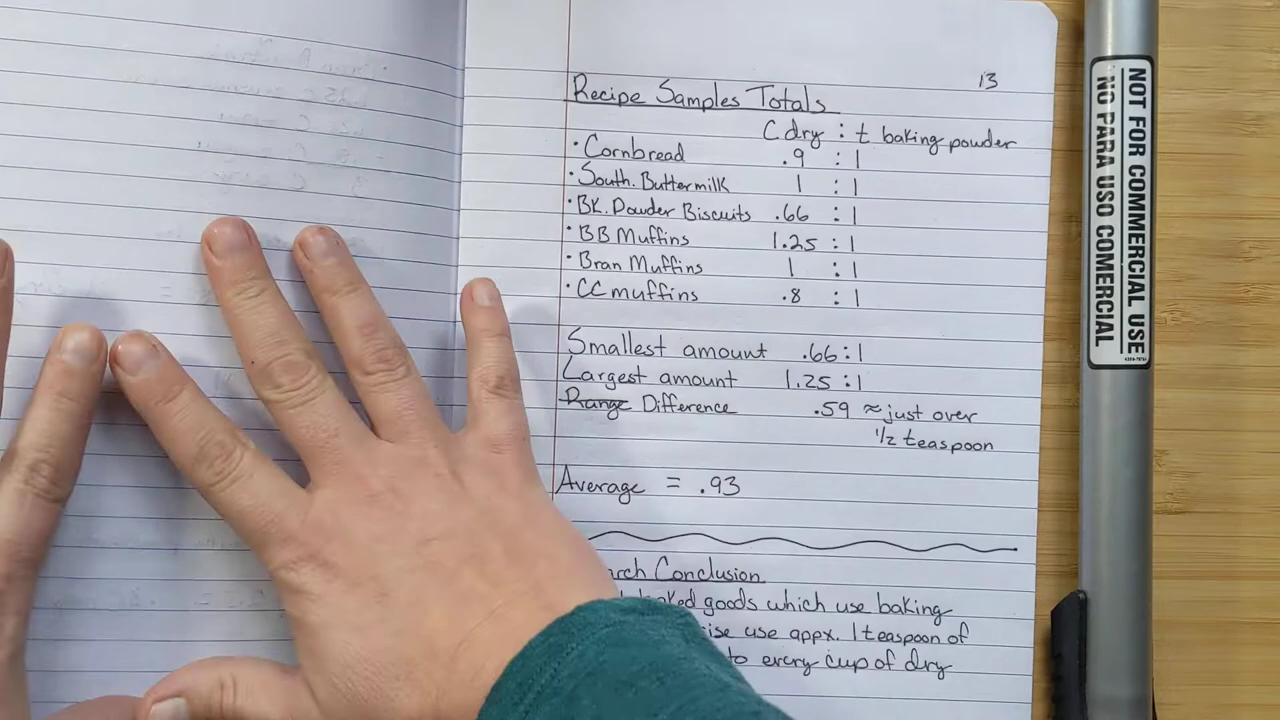 13
Recipe Samples Totals
C dry : t baking powder
· Cornbread .9 : 1
· South. Buttermilk 1 : 1
· BK. Powder Biscuits .66 : 1
· BB Muffins 1.25 : 1
· Bran Muffins 1 : 1
· CC muffins .8 : 1
Smallest amount .66 : 1
Largest amount 1.25 : 1
Range Difference .59 ≈ just over
1/2 teaspoon
Average = .93
Conclusion
goods which use baking
use appx. 1 teaspoon of
to every cup of dry
NOT FOR COMMERCIAL USE
NO PARA USO COMERCIAL